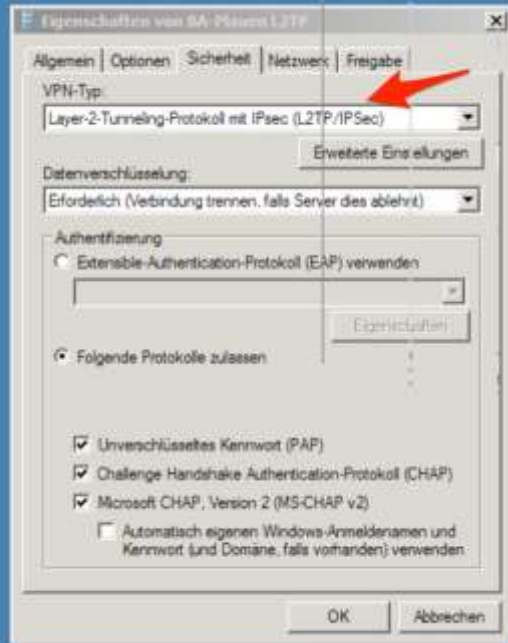 Eigenschaften von BA-Plauen L2TP
Allgemein Optionen Sicherheit Netzwerk Freigabe
VPN-Typ:
Layer-2-Tunneling-Protokoll mit IPsec (L2TP/IPSec)
Erweiterte Einstellungen
Datenverschlüsselung:
Erforderlich (Verbindung trennen, falls Server dies ablehnt)
Authentifizierung
Extensible-Authentication-Protokoll (EAP) verwenden
Eigenschaften
Folgende Protokolle zulassen
Unverschlüsseltes Kennwort (PAP)
Challenge Handshake Authentication-Protokoll (CHAP)
Microsoft CHAP, Version 2 (MS-CHAP v2)
Automatisch eigenen Windows-Anmeldenamen und
Kennwort (und Domäne, falls vorhanden) verwenden
OK Abbrechen